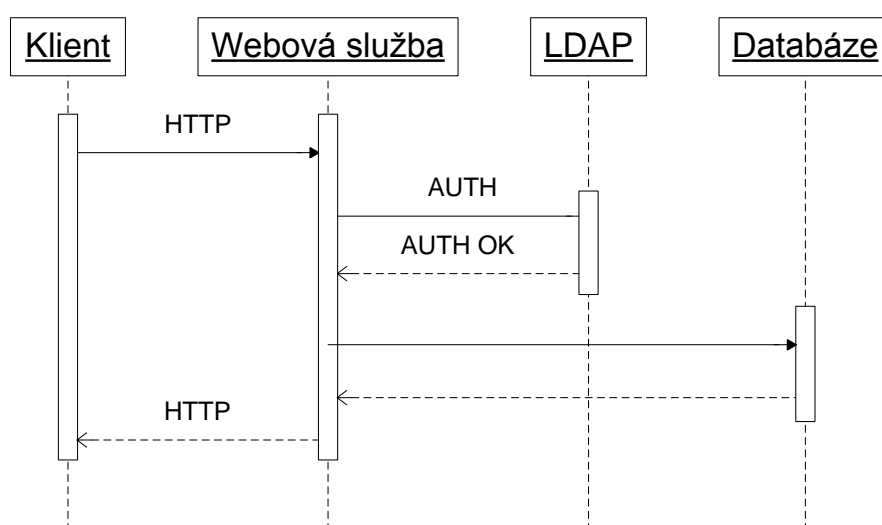 Klient
Webová služba
LDAP
Databáze
HTTP
AUTH
AUTH OK
HTTP